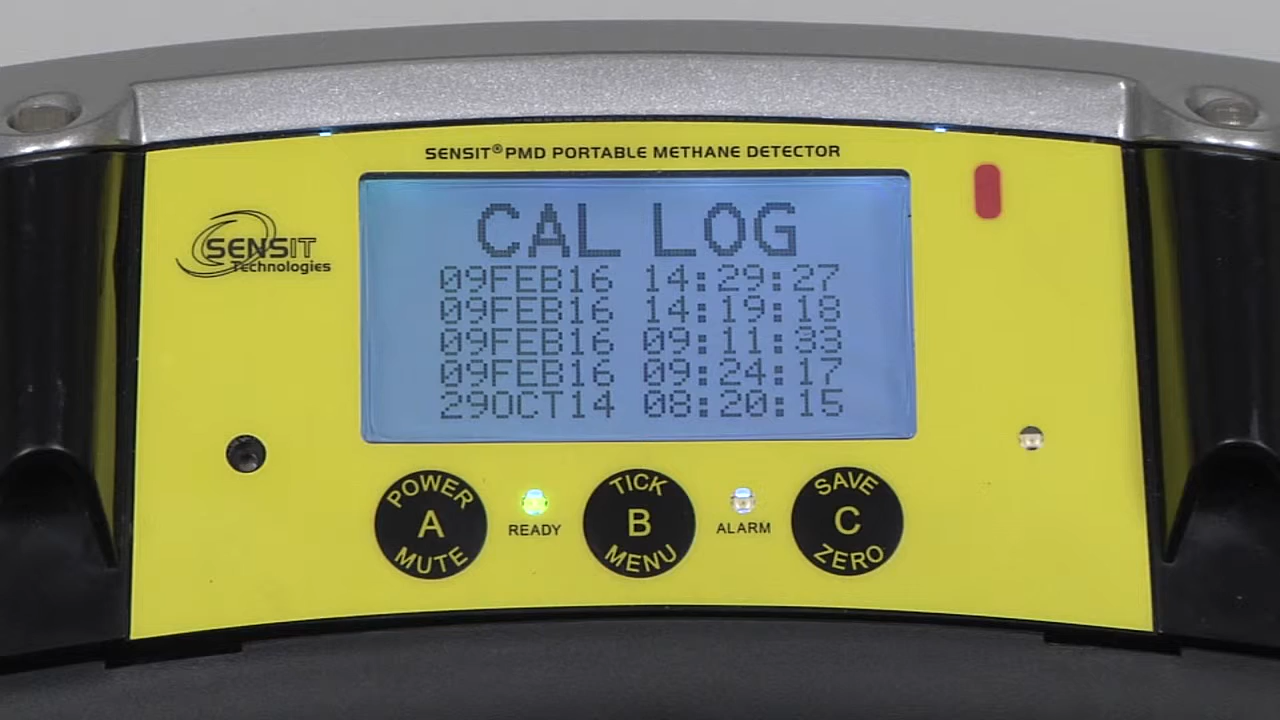 SENSIT® PMD PORTABLE METHANE DETECTOR
SENSIT
Technologies
CAL LOG
09FEB16 14:29:27
09FEB16 14:19:18
09FEB16 09:11:33
09FEB16 09:24:17
29OCT14 08:20:15
POWER
A
MUTE
READY
TICK
B
MENU
ALARM
SAVE
C
ZERO